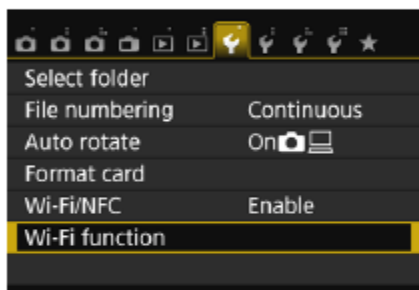 Select folder
File numbering Continuous
Auto rotate On
Format card
Wi-Fi/NFC Enable
Wi-Fi function